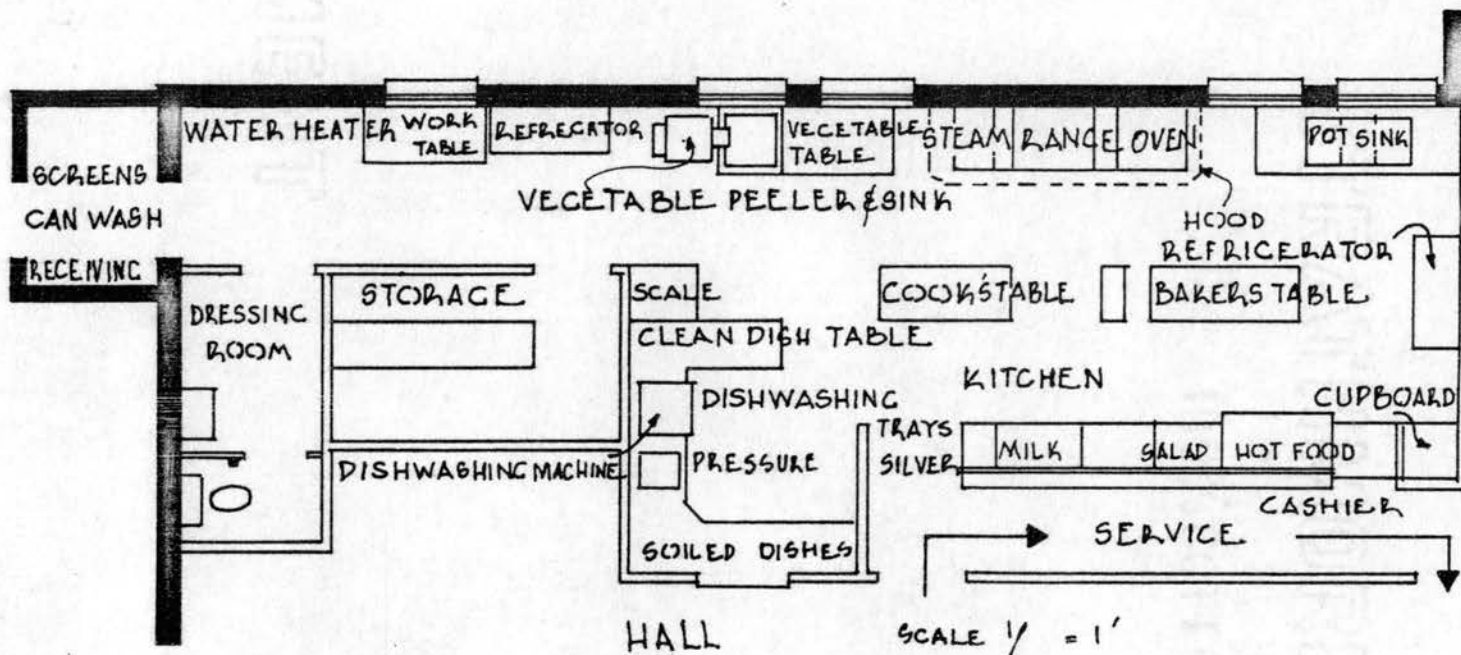 WATER HEATER
WORK
TABLE
REFRECATOR
VECETABLE
TABLE
STEAM
RANCE
OVEN
POT SINK
SCREENS
CAN WASH
RECEIVINC
VECETABLE PEELER & SINK
HOOD
REFRICERATOR
DRESSINC
ROOM
STORACE
SCALE
CLEAN DISH TABLE
COOK'S TABLE
BAKERS TABLE
KITCHEN
DISHWASHINC
CUPBOARD
TRAYS
SILVER
MILK
SALAD
HOT FOOD
DISHWASHINC MACHINE
PRESSURE
CASHIER
SERVICE
SOILED DISHES
HALL
SCALE 1/ = 1'